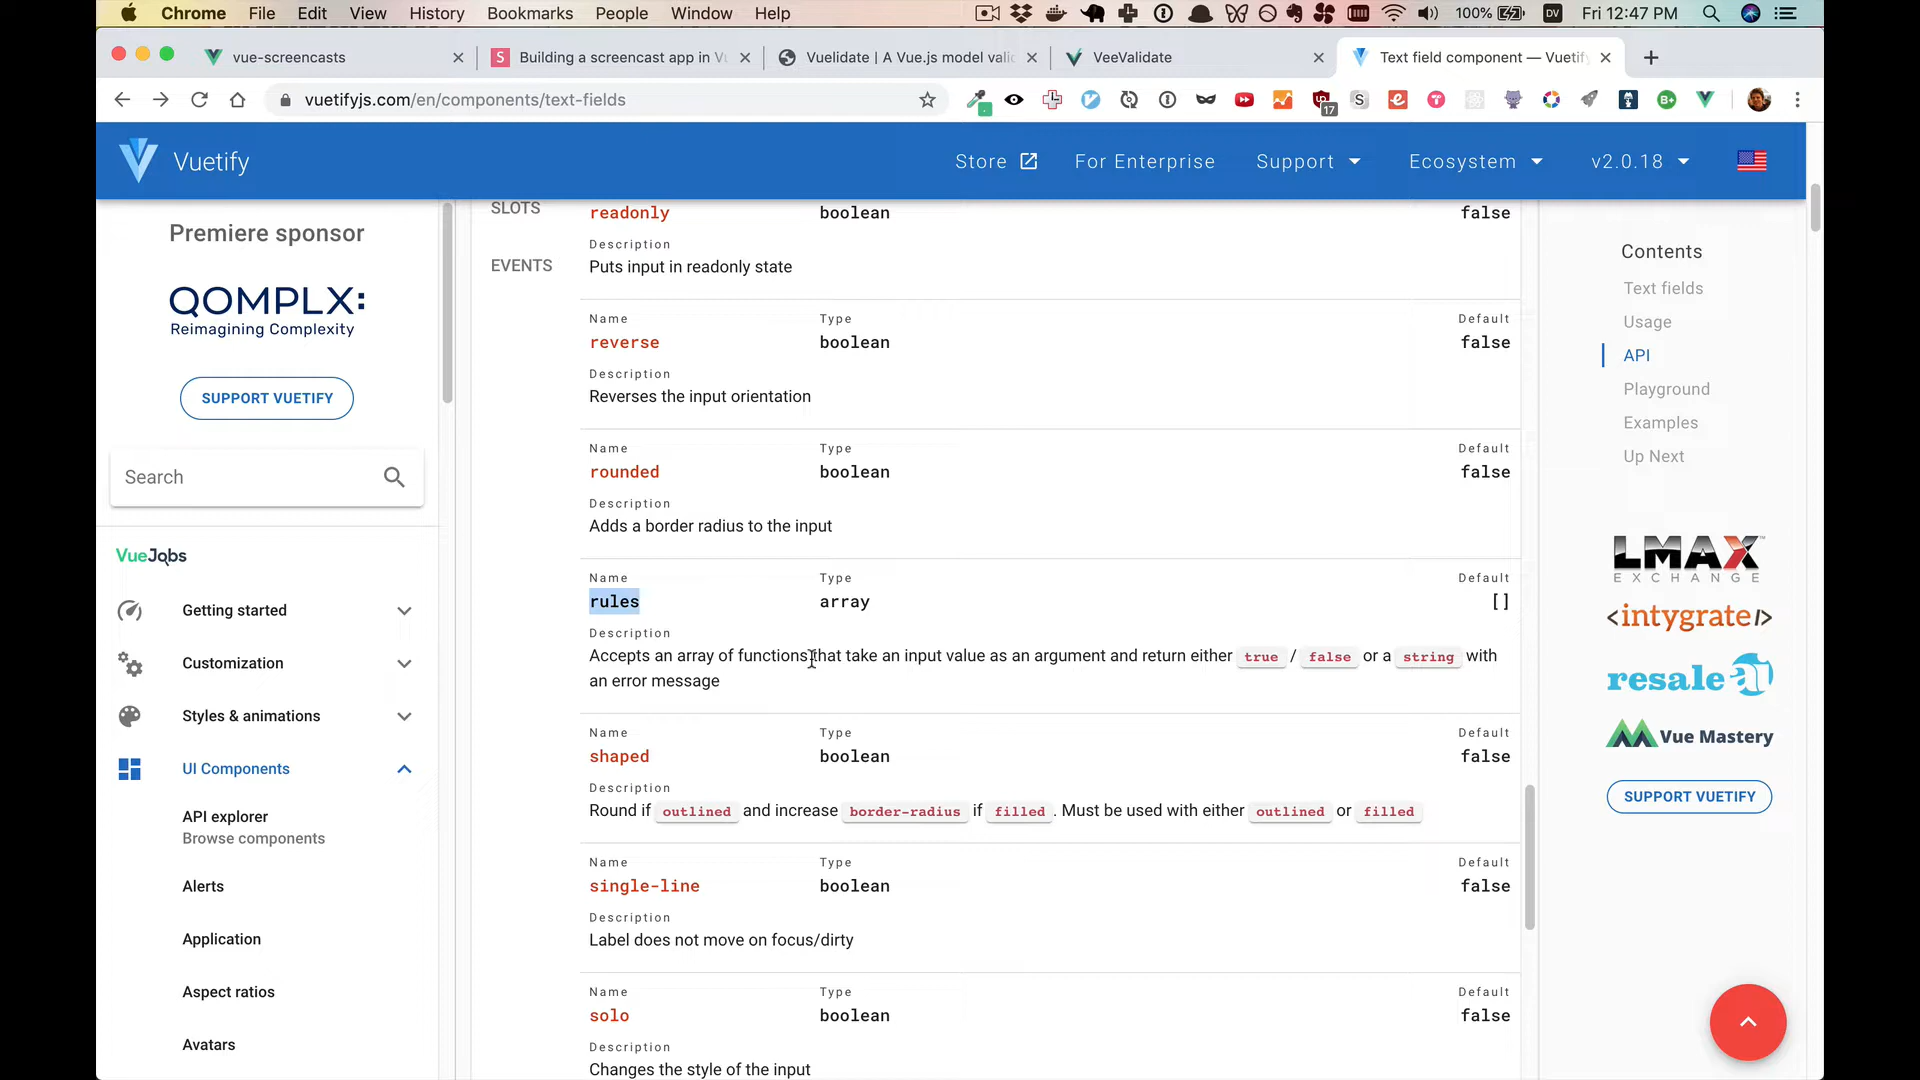 Chrome File Edit View History Bookmarks People Window Help 100% DV Fri 12:47 PM
vue-screencasts
Building a screencast app in Vu
Vuelidate | A Vue.js model valid
VeeValidate
Text field component — Vuetify
vuetifyjs.com/en/components/text-fields
17
Vuetify
Store For Enterprise Support Ecosystem v2.0.18
Premiere sponsor
QOMPLX:
Reimagining Complexity
SUPPORT VUETIFY
Search
VueJobs
Getting started
Customization
Styles & animations
UI Components
API explorer
Browse components
Alerts
Application
Aspect ratios
Avatars
SLOTS
EVENTS
readonly boolean false
Description
Puts input in readonly state
Name Type Default
reverse boolean false
Description
Reverses the input orientation
Name Type Default
rounded boolean false
Description
Adds a border radius to the input
Name Type Default
rules array []
Description
Accepts an array of functions that take an input value as an argument and return either true / false or a string with
an error message
Name Type Default
shaped boolean false
Description
Round if outlined and increase border-radius if filled . Must be used with either outlined or filled
Name Type Default
single-line boolean false
Description
Label does not move on focus/dirty
Name Type Default
solo boolean false
Description
Changes the style of the input
Contents
Text fields
Usage
API
Playground
Examples
Up Next
LMAX
EXCHANGE
<intygrate/>
resale ai
Vue Mastery
SUPPORT VUETIFY